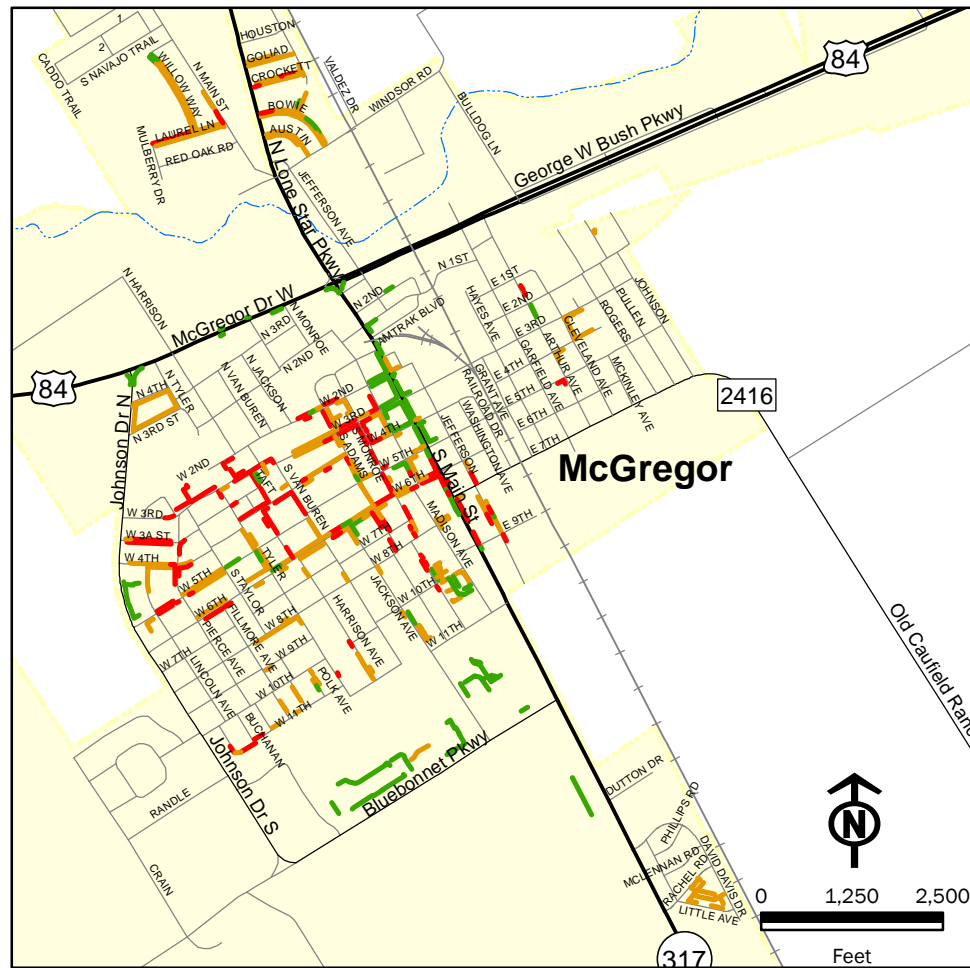 1
2
S NAVAJO TRAIL
CADDO TRAIL
WILLOW WAY
N MAIN ST
LAUREL LN
MULBERRY DR
RED OAK RD
HOUSTON
GOLIAD
CROCKETT
BOWIE
AUSTIN
VALDEZ DR
WINDSOR RD
BULLDOG LN
84
George W Bush Pkwy
N Lone Star Pkwy
JEFFERSON AVE
N HARRISON
McGregor Dr W
N MONROE
N 3RD
N 2ND
N 2ND
N 1ST
AMTRAK BLVD
E 1ST
E 2ND
E 3RD
E 4TH
E 5TH
E 6TH
E 7TH
E 9TH
HAYES AVE
GARFIELD AVE
ARTHUR AVE
CLEVELAND AVE
MCKINLEY AVE
ROGERS
PULLEN
JOHNSON
GRANT AVE
RAILROAD DR
WASHINGTON AVE
JEFFERSON
2416
McGregor
84
Johnson Dr N
N 4TH
N TYLER
N 3RD ST
N VAN BUREN
N JACKSON
W 2ND
W 3RD
W 4TH
W 5TH
W 6TH
S MONROE
S ADAMS
S Main St
W 2ND
TAFT
S VAN BUREN
W 3RD
W 3A ST
W 4TH
W 5TH
W 6TH
W 7TH
TYLER
S TAYLOR
FILLMORE AVE
PIERCE AVE
LINCOLN AVE
W 7TH
W 8TH
MADISON AVE
JACKSON AVE
HARRISON AVE
W 10TH
W 11TH
W 8TH
W 9TH
W 10TH
W 11TH
POLK AVE
BUCHANAN
Johnson Dr S
Bluebonnet Pkwy
RANDLE
CRAIN
Old Caufield Ranc
DUTTON DR
PHILLIPS RD
MCLENNAN RD
RACHEL RD
DAVID DAVIS DR
LITTLE AVE
317
N
0 1,250 2,500
Feet